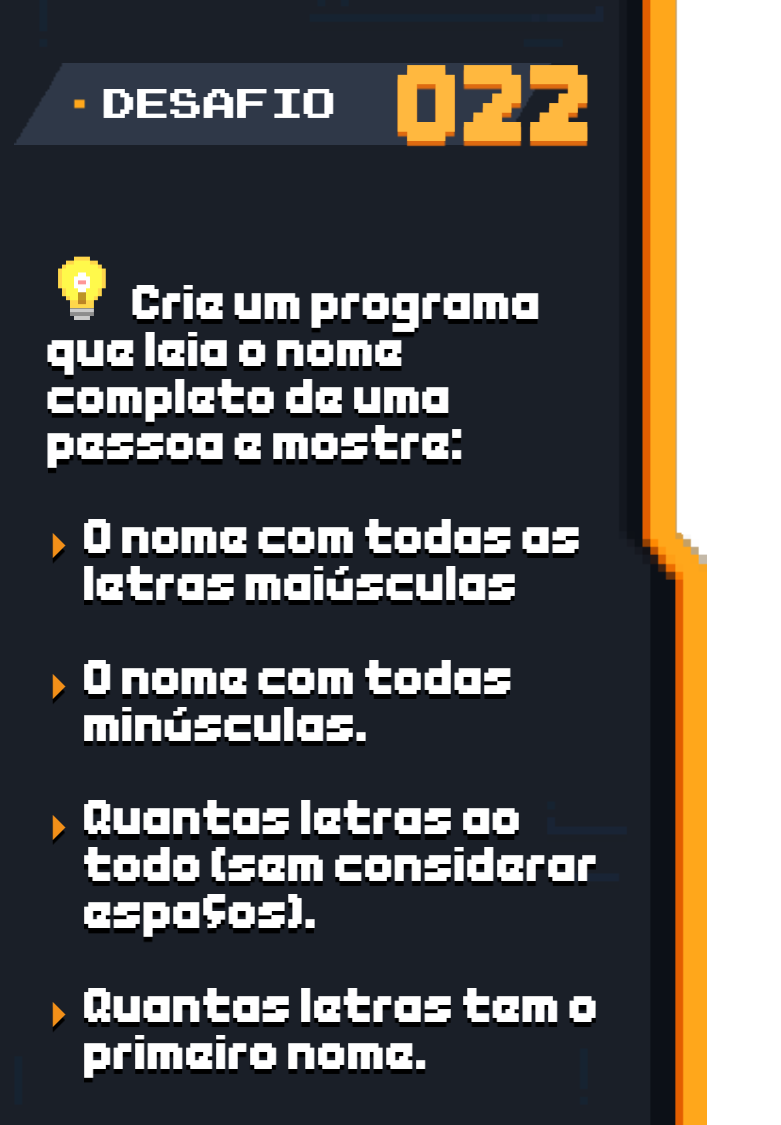 DESAFIO 022
Crie um programa
que leia o nome
completo de uma
pessoa e mostre:
O nome com todas as
letras maiúsculas
O nome com todas
minúsculas.
Quantas letras ao
todo (sem considerar
espaços).
Quantas letras tem o
primeiro nome.